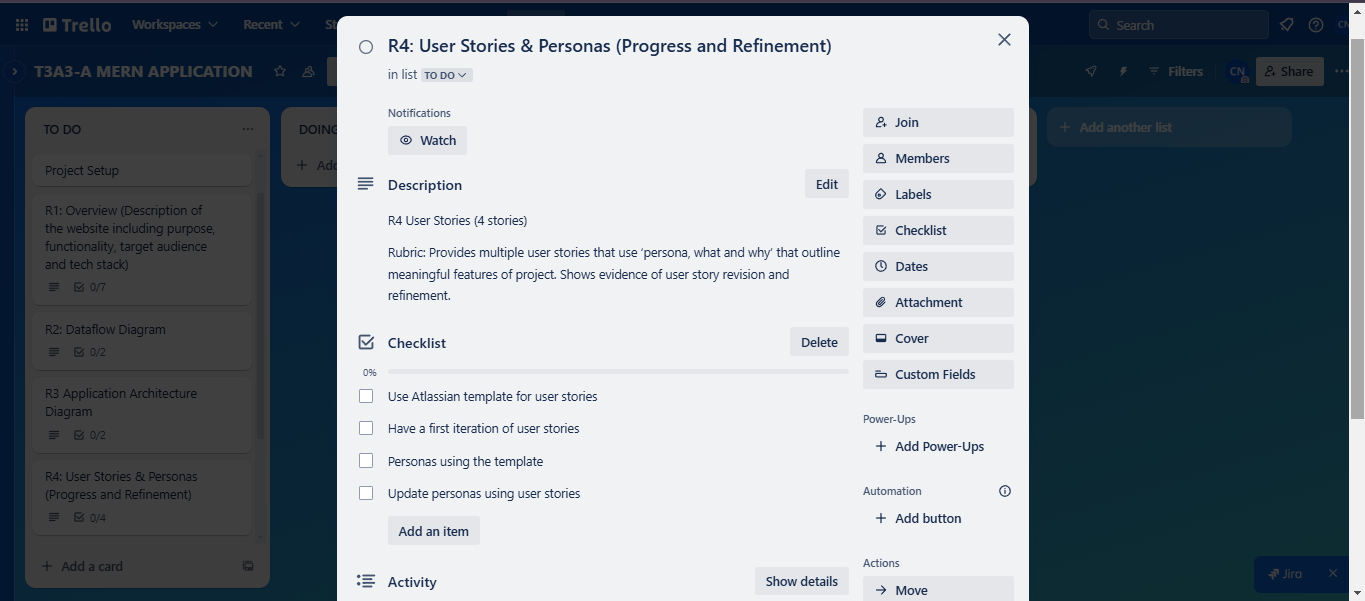 Trello
Workspaces
Recent
St
Search
CN
T3A3-A MERN APPLICATION
Filters
CN
Share
TO DO
Project Setup
R1: Overview (Description of
the website including purpose,
functionality, target audience
and tech stack)
0/7
R2: Dataflow Diagram
0/2
R3 Application Architecture
Diagram
0/2
R4: User Stories & Personas
(Progress and Refinement)
0/4
+ Add a card
DOING
+ Add
R4: User Stories & Personas (Progress and Refinement)
in list TO DO
Notifications
Watch
Description
Edit
R4 User Stories (4 stories)
Rubric: Provides multiple user stories that use ‘persona, what and why’ that outline
meaningful features of project. Shows evidence of user story revision and
refinement.
Checklist
Delete
0%
Use Atlassian template for user stories
Have a first iteration of user stories
Personas using the template
Update personas using user stories
Add an item
Activity
Show details
Join
Members
Labels
Checklist
Dates
Attachment
Cover
Custom Fields
Power-Ups
+ Add Power-Ups
Automation
+ Add button
Actions
Move
+ Add another list
Jira